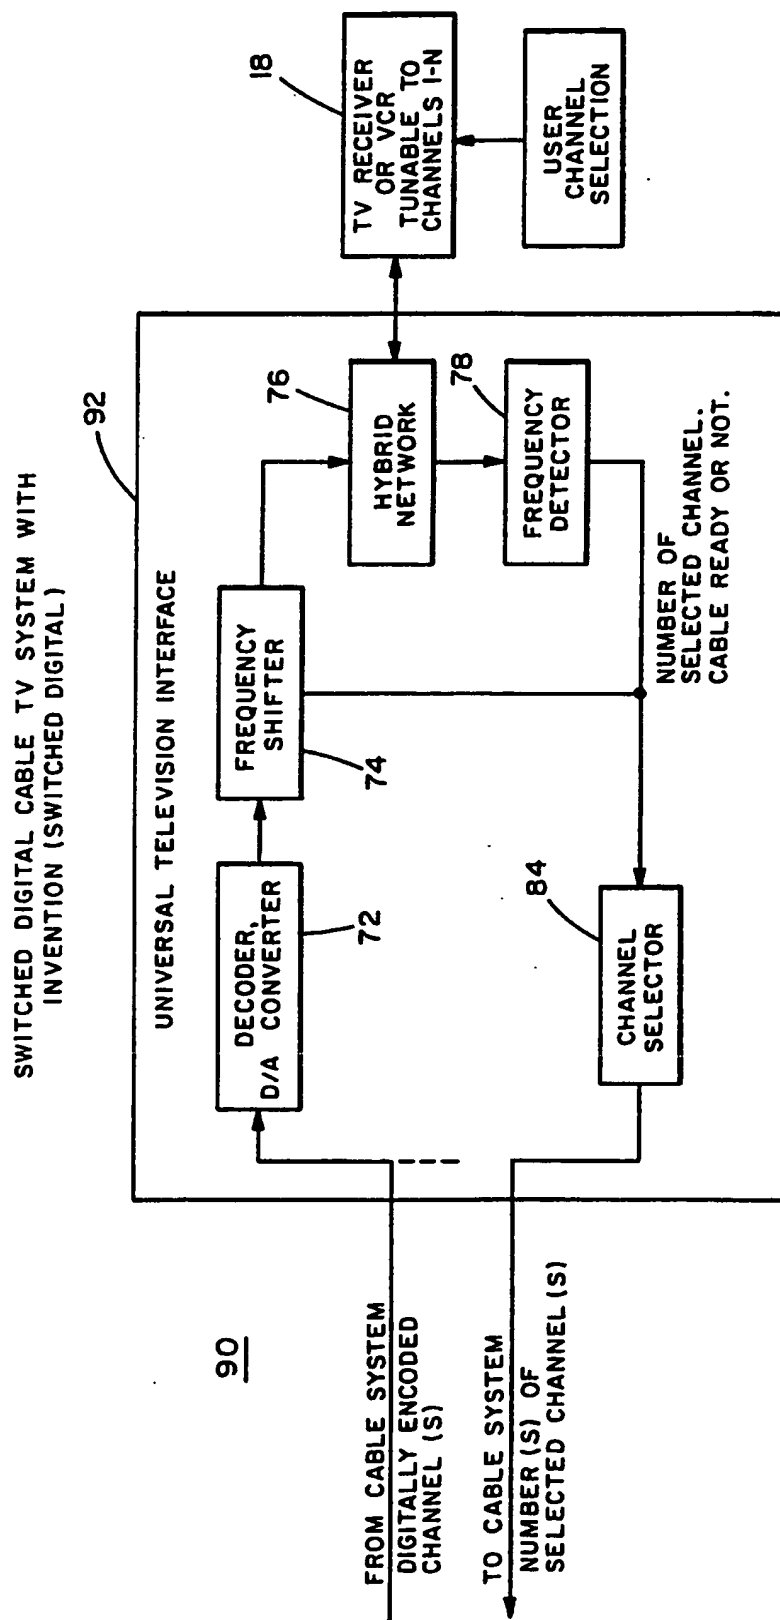 SWITCHED DIGITAL CABLE TV SYSTEM WITH
INVENTION (SWITCHED DIGITAL)
92
UNIVERSAL TELEVISION INTERFACE
90
FROM CABLE SYSTEM
DIGITALLY ENCODED
CHANNEL (S)
DECODER,
D/A CONVERTER
72
FREQUENCY
SHIFTER
74
76
HYBRID
NETWORK
78
FREQUENCY
DETECTOR
18
TV RECEIVER
OR VCR
TUNABLE TO
CHANNELS 1-N
USER
CHANNEL
SELECTION
NUMBER OF
SELECTED CHANNEL.
CABLE READY OR NOT.
84
CHANNEL
SELECTOR
TO CABLE SYSTEM
NUMBER (S) OF
SELECTED CHANNEL (S)